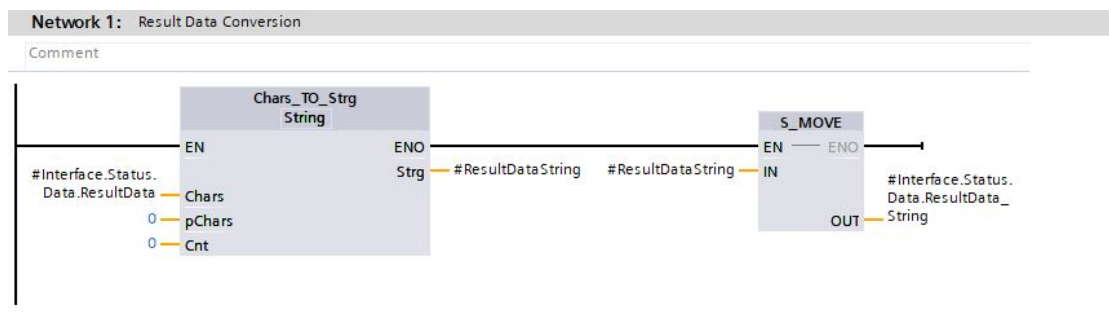 Network 1: Result Data Conversion
Comment
Chars_TO_Strg
String
EN
ENO
#Interface.Status.
Data.ResultData
Chars
0
pChars
0
Cnt
Strg
#ResultDataString
S_MOVE
EN
ENO
#ResultDataString
IN
OUT
#Interface.Status.
Data.ResultData_
String